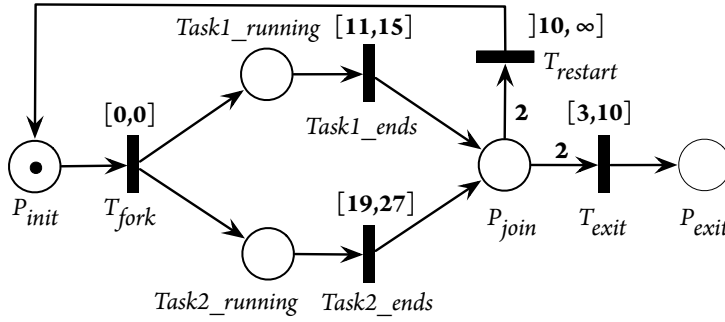 Task1_running
[11,15]
]10, ∞]
T_restart
[0,0]
Task1_ends
2
[3,10]
2
P_init
T_fork
[19,27]
P_join
T_exit
P_exit
Task2_running
Task2_ends